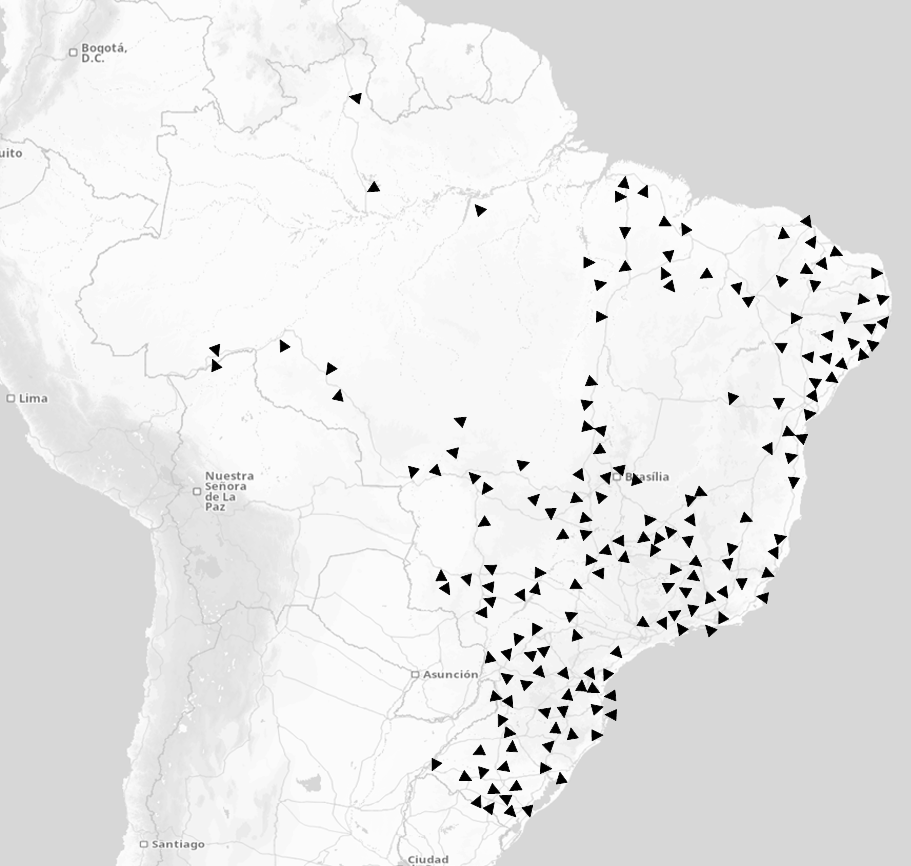 Bogotá,
D.C.
uito
Lima
Nuestra
Señora
de La
Paz
Brasília
Asunción
Santiago
Ciudad